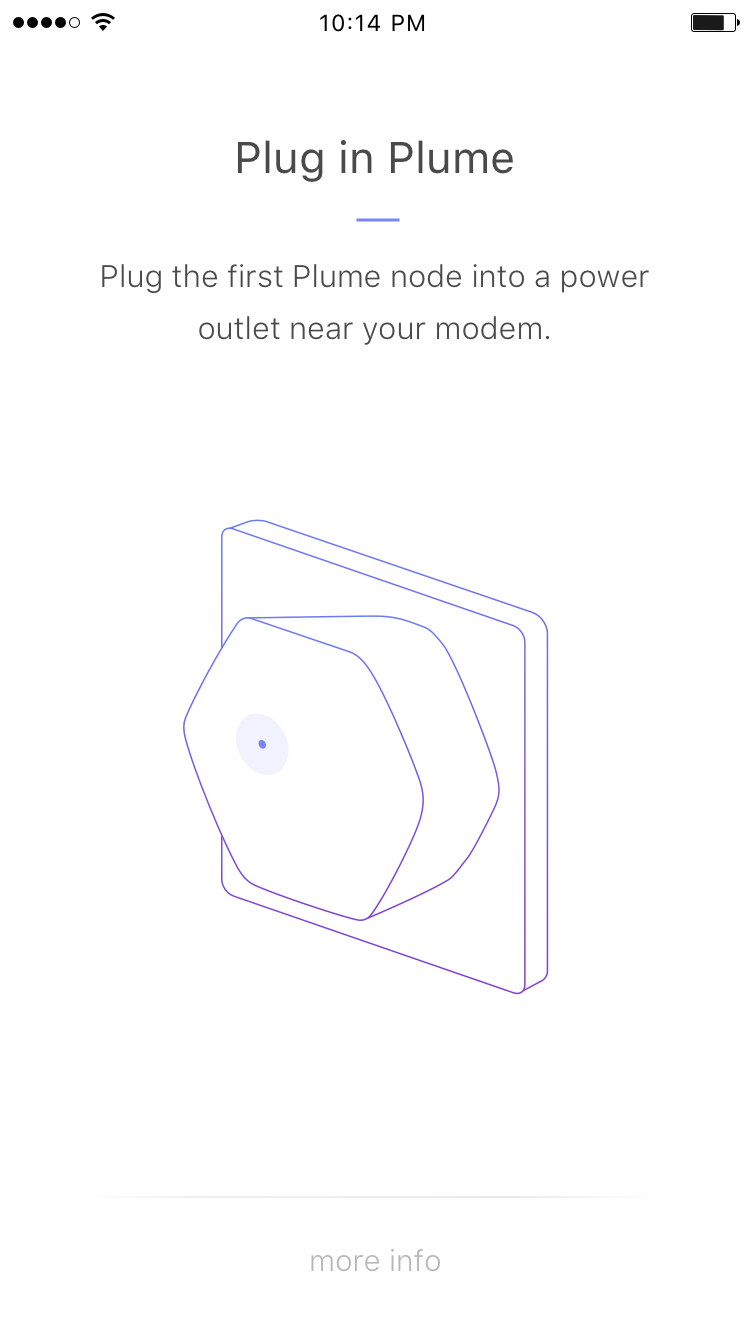 10:14 PM
Plug in Plume
Plug the first Plume node into a power
outlet near your modem.
more info